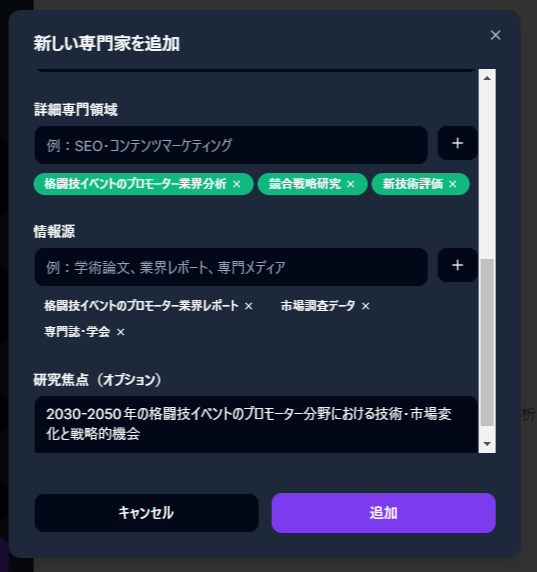 新しい専門家を追加
×
詳細専門領域
例：SEO・コンテンツマーケティング
+
格闘技イベントのプロモーター業界分析 ×
競合戦略研究 ×
新技術評価 ×
情報源
例：学術論文、業界レポート、専門メディア
+
格闘技イベントのプロモーター業界レポート ×
市場調査データ ×
専門誌・学会 ×
研究焦点（オプション）
2030-2050年の格闘技イベントのプロモーター分野における技術・市場変
化と戦略的機会
キャンセル
追加
析